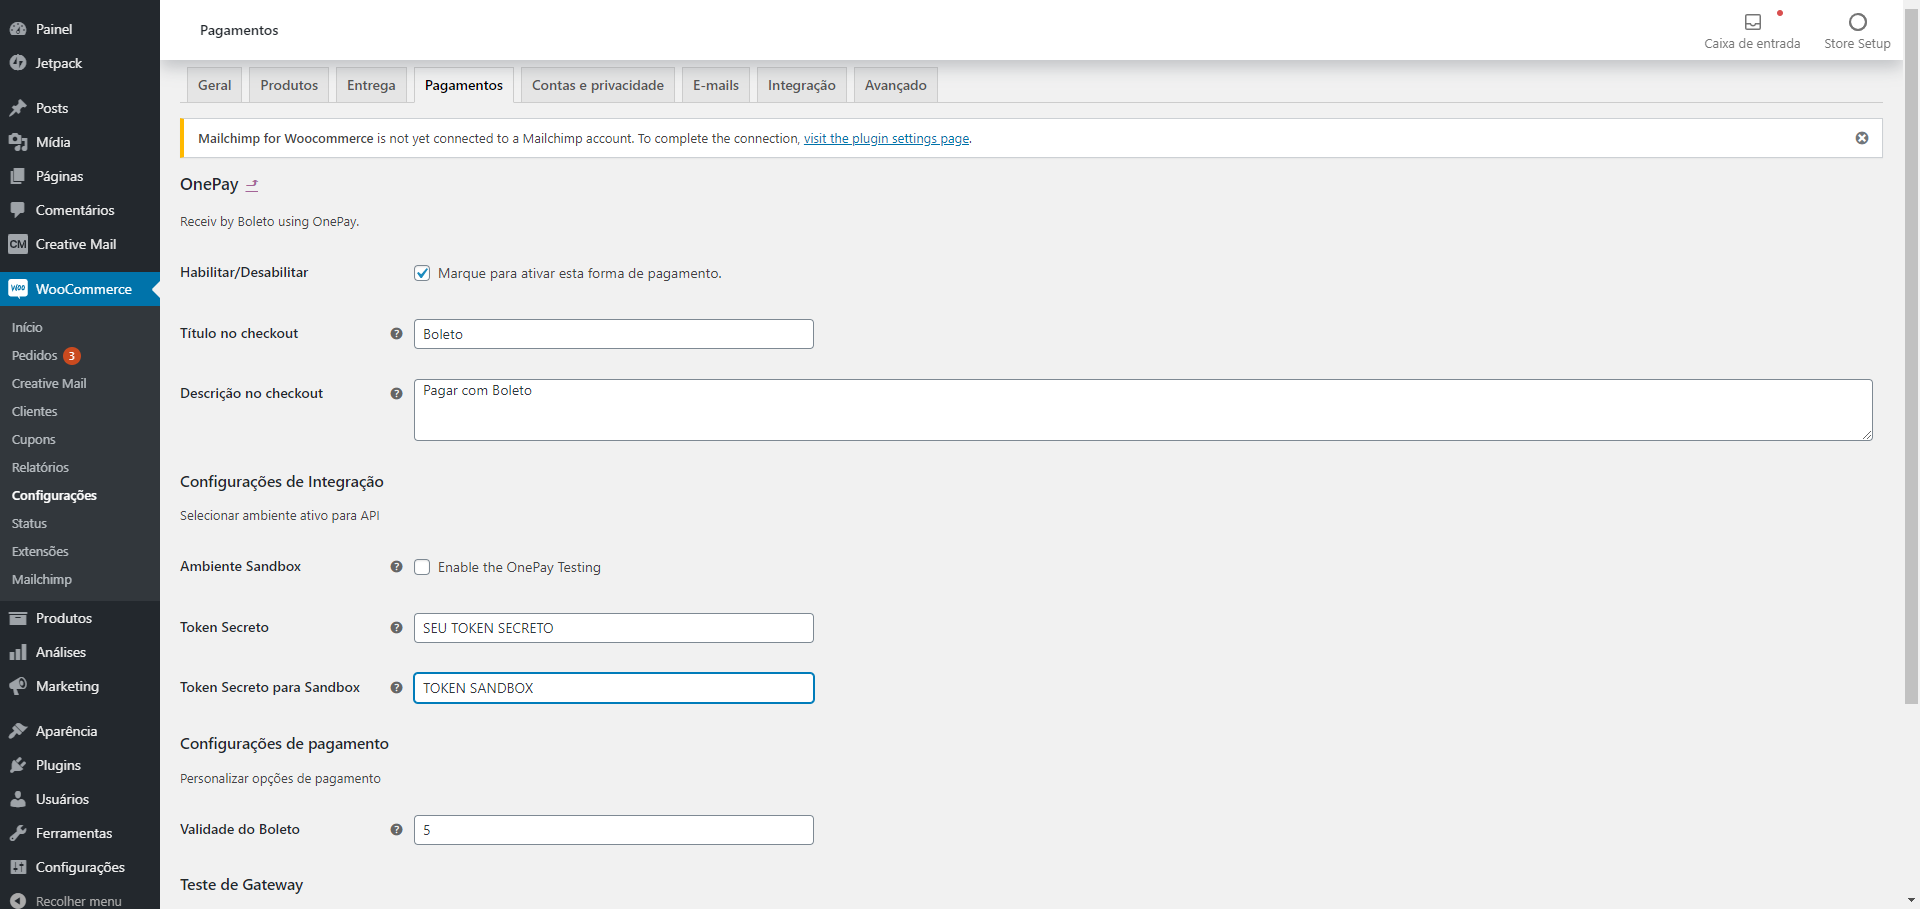 Painel
Jetpack
Posts
Mídia
Páginas
Comentários
CM Creative Mail
Woo WooCommerce
Início
Pedidos 3
Creative Mail
Clientes
Cupons
Relatórios
Configurações
Status
Extensões
Mailchimp
Produtos
Análises
Marketing
Aparência
Plugins
Usuários
Ferramentas
Configurações
Recolher menu
Pagamentos
Caixa de entrada
Store Setup
Geral
Produtos
Entrega
Pagamentos
Contas e privacidade
E-mails
Integração
Avançado
Mailchimp for Woocommerce is not yet connected to a Mailchimp account. To complete the connection, visit the plugin settings page.
OnePay
Receiv by Boleto using OnePay.
Habilitar/Desabilitar
Marque para ativar esta forma de pagamento.
Título no checkout ?
Boleto
Descrição no checkout ?
Pagar com Boleto
Configurações de Integração
Selecionar ambiente ativo para API
Ambiente Sandbox ?
Enable the OnePay Testing
Token Secreto ?
SEU TOKEN SECRETO
Token Secreto para Sandbox ?
TOKEN SANDBOX
Configurações de pagamento
Personalizar opções de pagamento
Validade do Boleto ?
5
Teste de Gateway